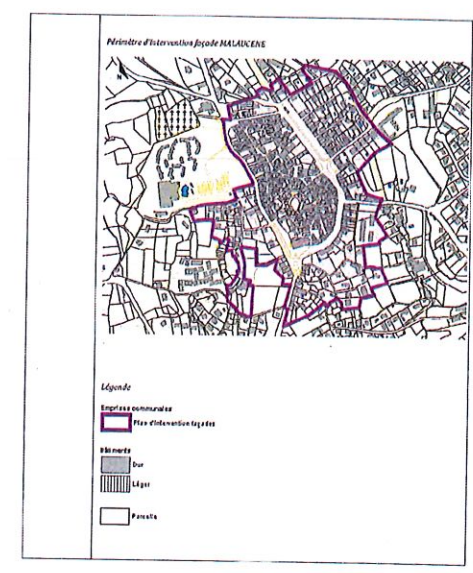 Périmètre d'intervention façade MALAUCENE
N
Légende
Emprises communales
Plan d'intervention façades
Bâtiments
Dur
Léger
Parcelle